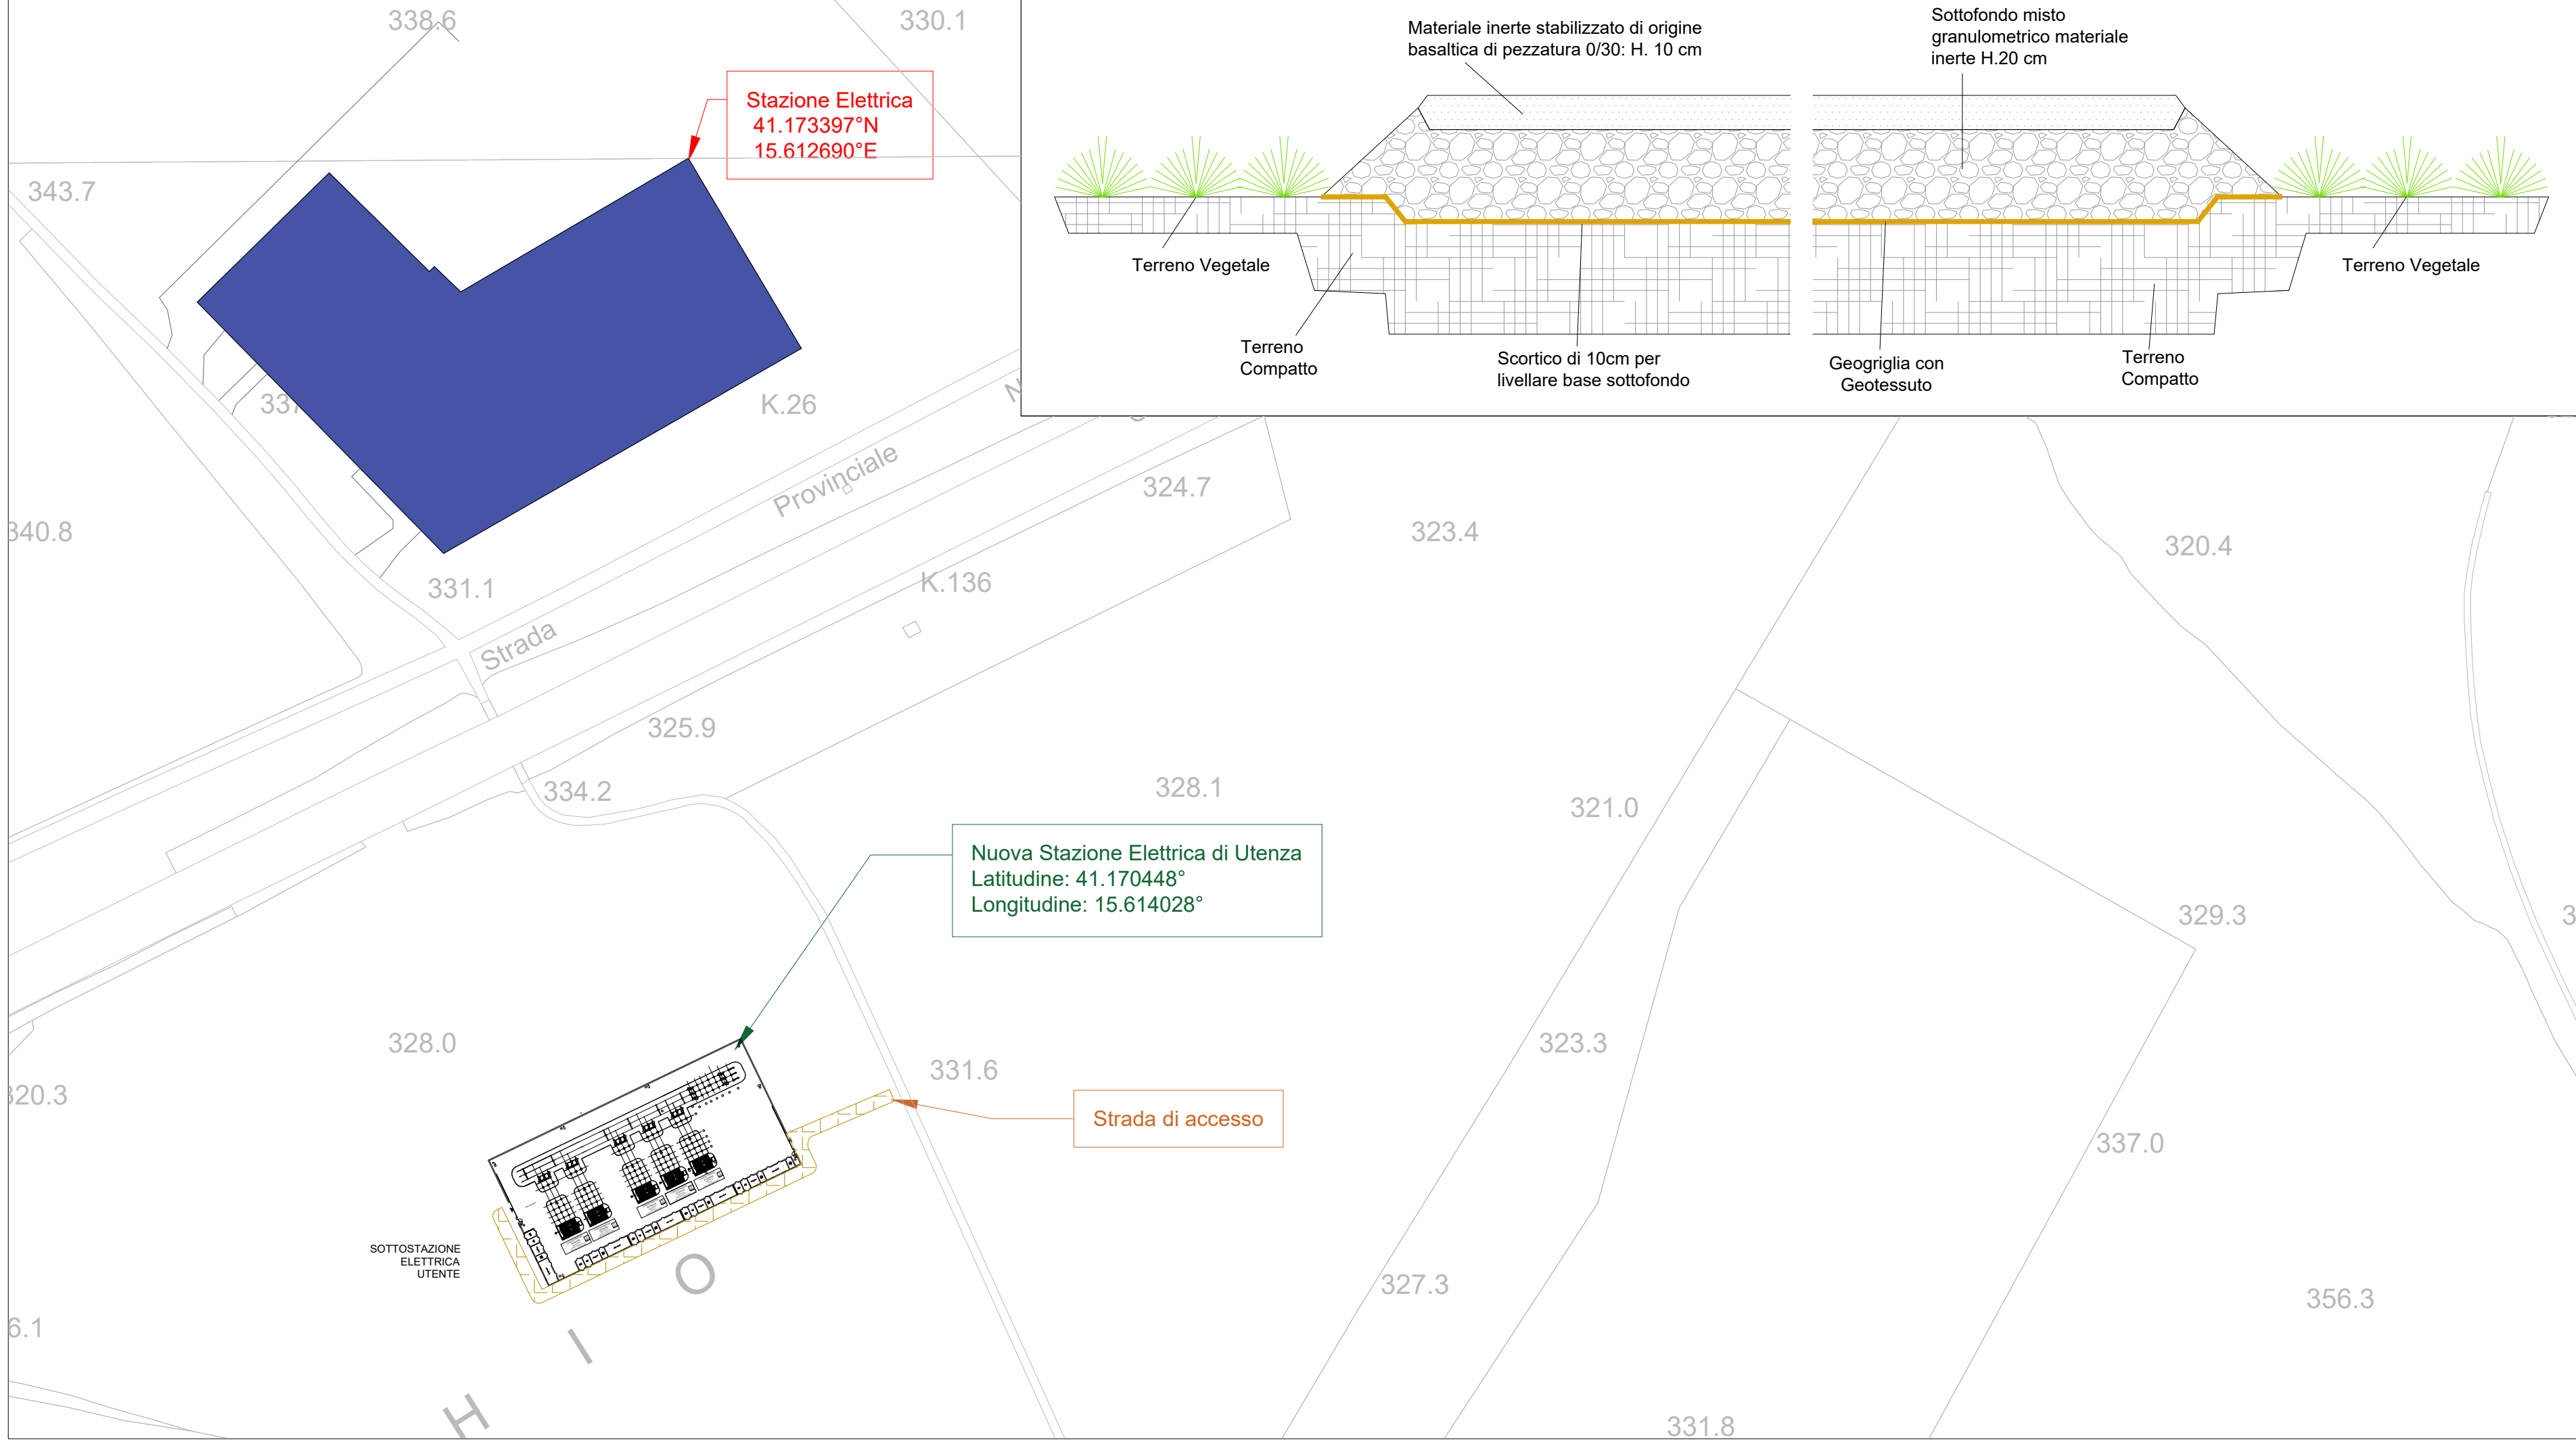 338.6
330.1
Stazione Elettrica
41.173397°N
15.612690°E
343.7
K.26
340.8
331.1
Strada
Provinciale
324.7
K.136
323.4
320.4
325.9
334.2
328.1
321.0
329.3
Nuova Stazione Elettrica di Utenza
Latitudine: 41.170448°
Longitudine: 15.614028°
328.0
331.6
323.3
Strada di accesso
337.0
SOTTOSTAZIONE
ELETTRICA
UTENTE
327.3
356.3
331.8
O
I
H
Materiale inerte stabilizzato di origine
basaltica di pezzatura 0/30: H. 10 cm
Sottofondo misto
granulometrico materiale
inerte H.20 cm
Terreno Vegetale
Terreno Vegetale
Terreno
Compatto
Scortico di 10cm per
livellare base sottofondo
Geogriglia con
Geotessuto
Terreno
Compatto